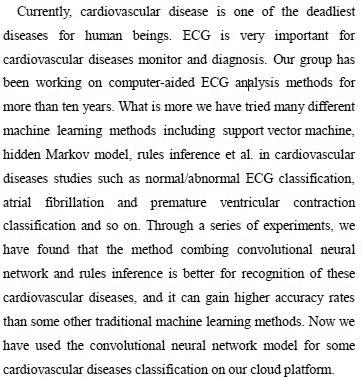 Currently, cardiovascular disease is one of the deadliest
diseases for human beings. ECG is very important for
cardiovascular diseases monitor and diagnosis. Our group has
been working on computer-aided ECG analysis methods for
more than ten years. What is more we have tried many different
machine learning methods including support vector machine,
hidden Markov model, rules inference et al. in cardiovascular
diseases studies such as normal/abnormal ECG classification,
atrial fibrillation and premature ventricular contraction
classification and so on. Through a series of experiments, we
have found that the method combing convolutional neural
network and rules inference is better for recognition of these
cardiovascular diseases, and it can gain higher accuracy rates
than some other traditional machine learning methods. Now we
have used the convolutional neural network model for some
cardiovascular diseases classification on our cloud platform.